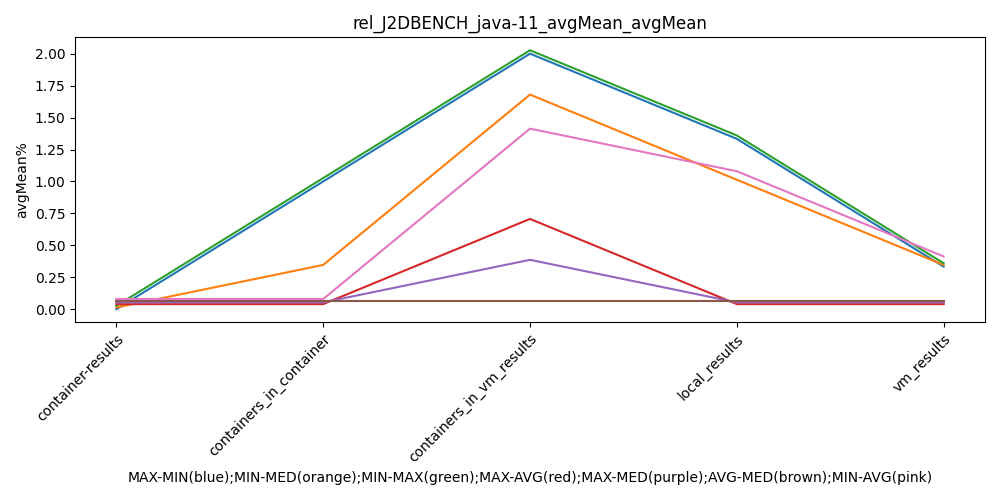 rel_J2DBENCH_java-11_avgMean_avgMean
avgMean%
2.00
1.75
1.50
1.25
1.00
0.75
0.50
0.25
0.00
container-results
containers_in_container
containers_in_vm_results
local_results
vm_results
MAX-MIN(blue);MIN-MED(orange);MIN-MAX(green);MAX-AVG(red);MAX-MED(purple);AVG-MED(brown);MIN-AVG(pink)